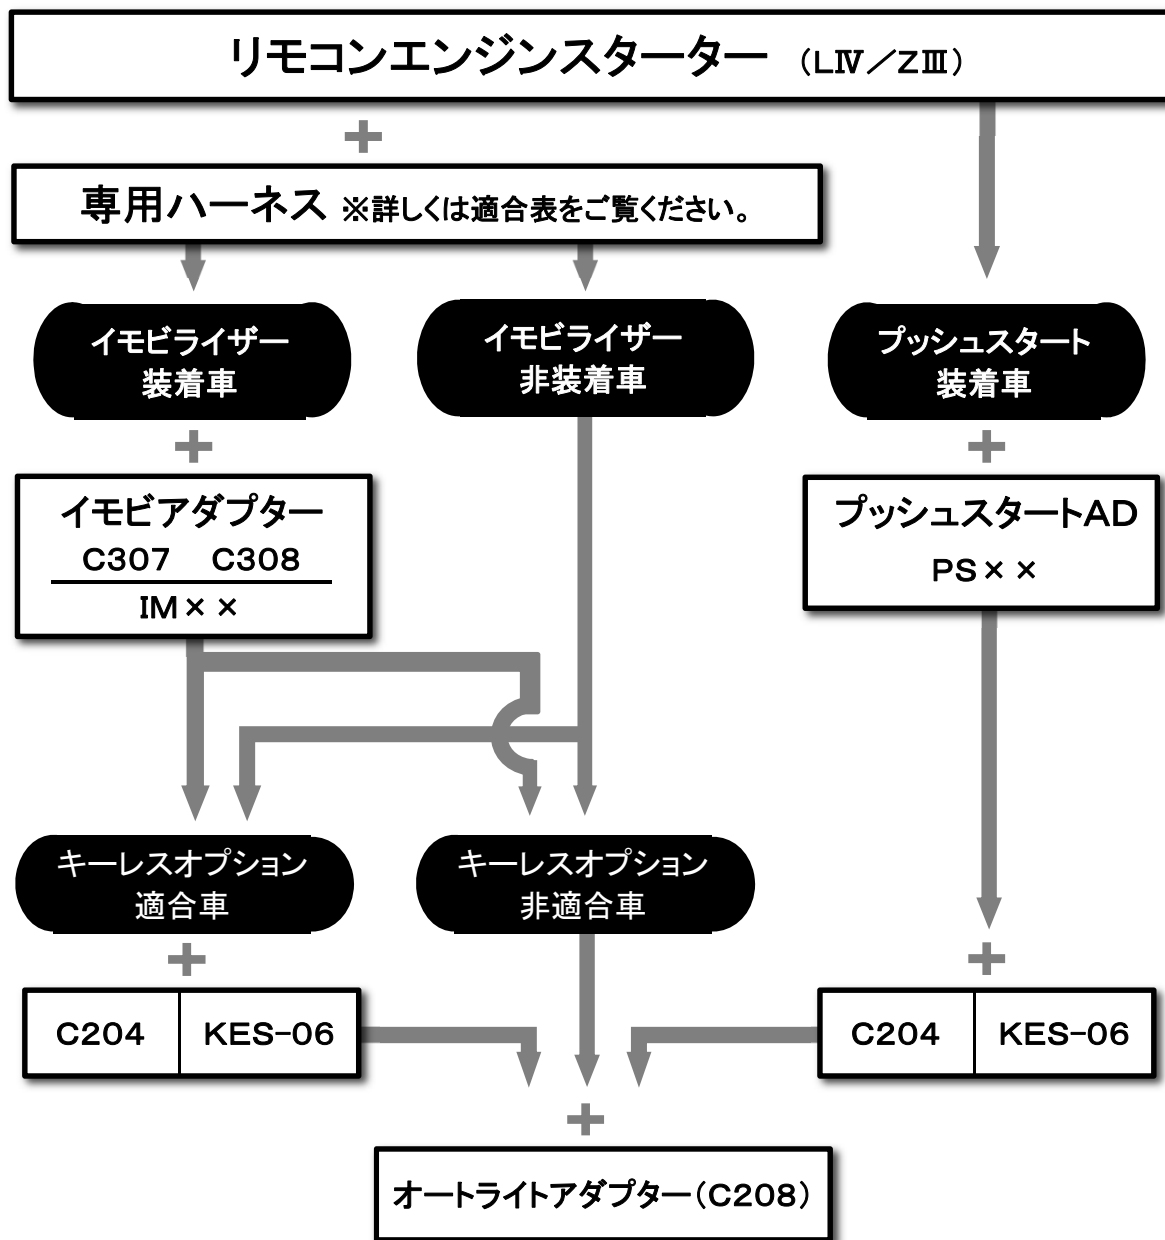 リモコンエンジンスターター (LⅣ／ZⅢ)
専用ハーネス ※詳しくは適合表をご覧ください。
イモビライザー
装着車
イモビライザー
非装着車
プッシュスタート
装着車
イモビアダプター
C307 C308
IM××
プッシュスタートAD
PS××
キーレスオプション
適合車
キーレスオプション
非適合車
C204 KES-06
C204 KES-06
オートライトアダプター(C208)